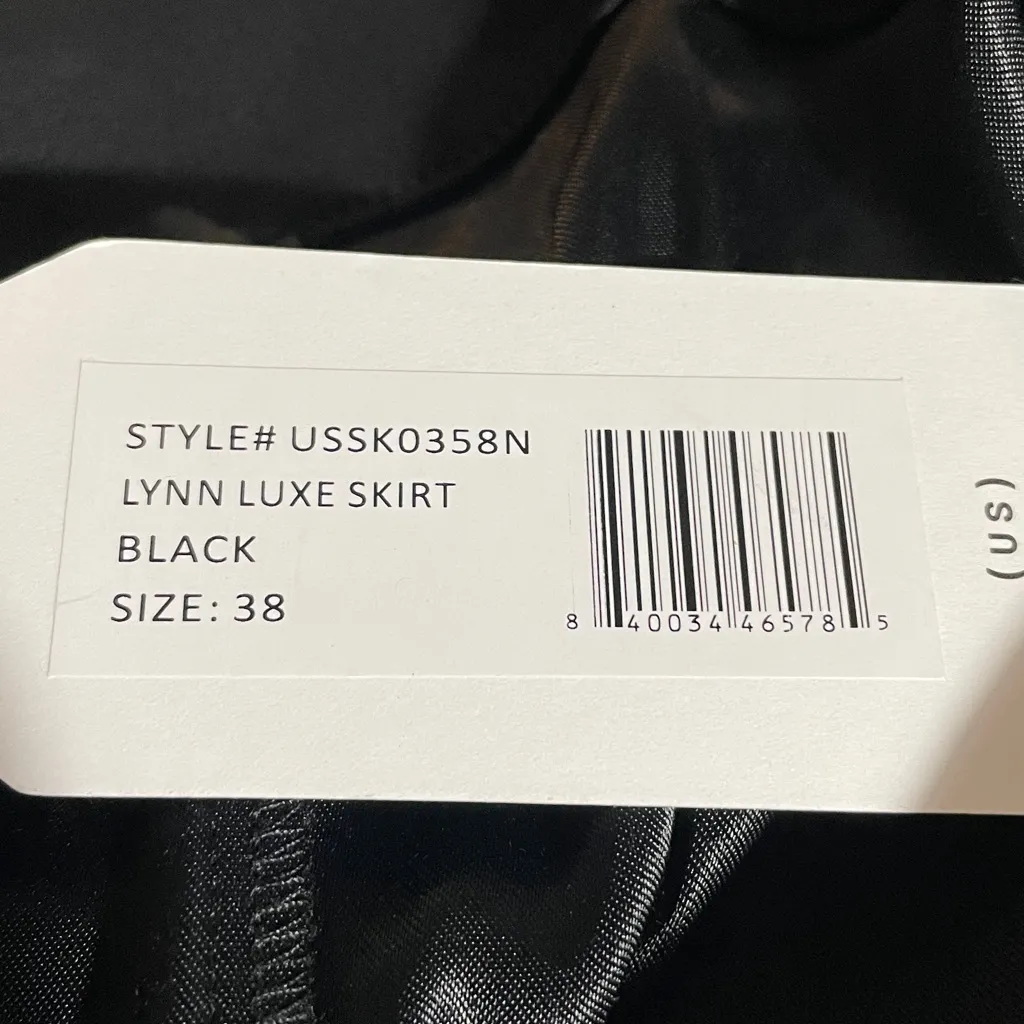 STYLE# USSK0358N
LYNN LUXE SKIRT
BLACK
SIZE: 38
8 40034 46578 5
(US)